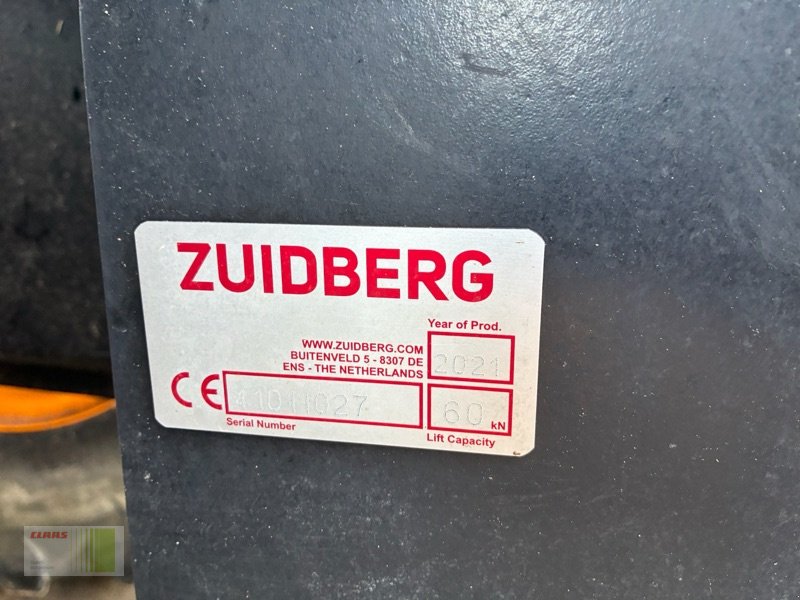 ZUIDBERG
Year of Prod.
WWW.ZUIDBERG.COM
BUITENVELD 5 - 8307 DE
ENS - THE NETHERLANDS
2021
CE
60 kN
Serial Number
Lift Capacity
CLAAS